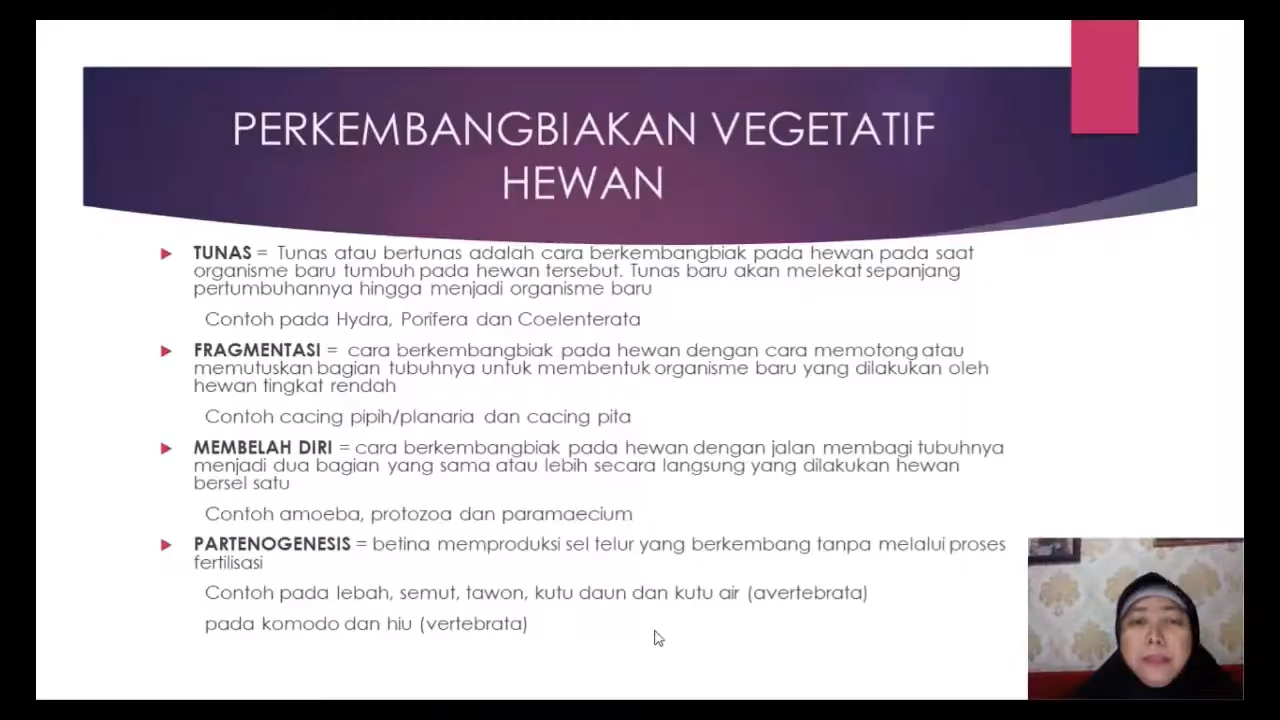 PERKEMBANGBIAKAN VEGETATIF
HEWAN
TUNAS = Tunas atau bertunas adalah cara berkembangbiak pada hewan pada saat
organisme baru tumbuh pada hewan tersebut. Tunas baru akan melekat sepanjang
pertumbuhannya hingga menjadi organisme baru
Contoh pada Hydra, Porifera dan Coelenterata
FRAGMENTASI = cara berkembangbiak pada hewan dengan cara memotong atau
memutuskan bagian tubuhnya untuk membentuk organisme baru yang dilakukan oleh
hewan tingkat rendah
Contoh cacing pipih/planaria dan cacing pita
MEMBELAH DIRI = cara berkembangbiak pada hewan dengan jalan membagi tubuhnya
menjadi dua bagian yang sama atau lebih secara langsung yang dilakukan hewan
bersel satu
Contoh amoeba, protozoa dan paramaecium
PARTENOGENESIS = betina memproduksi sel telur yang berkembang tanpa melalui proses
fertilisasi
Contoh pada lebah, semut, tawon, kutu daun dan kutu air (avertebrata)
pada komodo dan hiu (vertebrata)